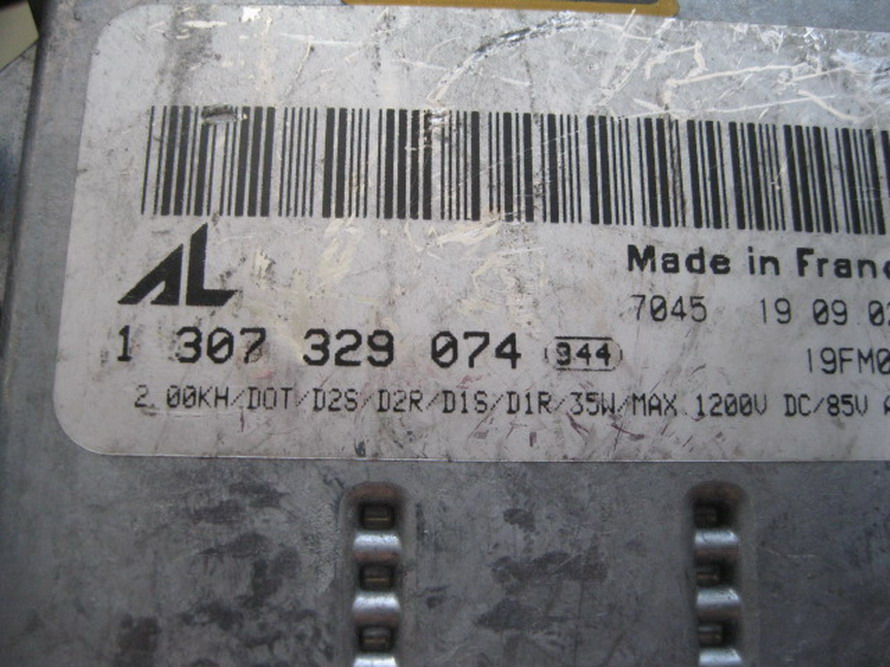 AL
Made in Franc
7045 19 09 0
1 307 329 074 944 19FM0
2.00KH/DOT/D2S/D2R/D1S/D1R/35W/MAX.1200V DC/85V